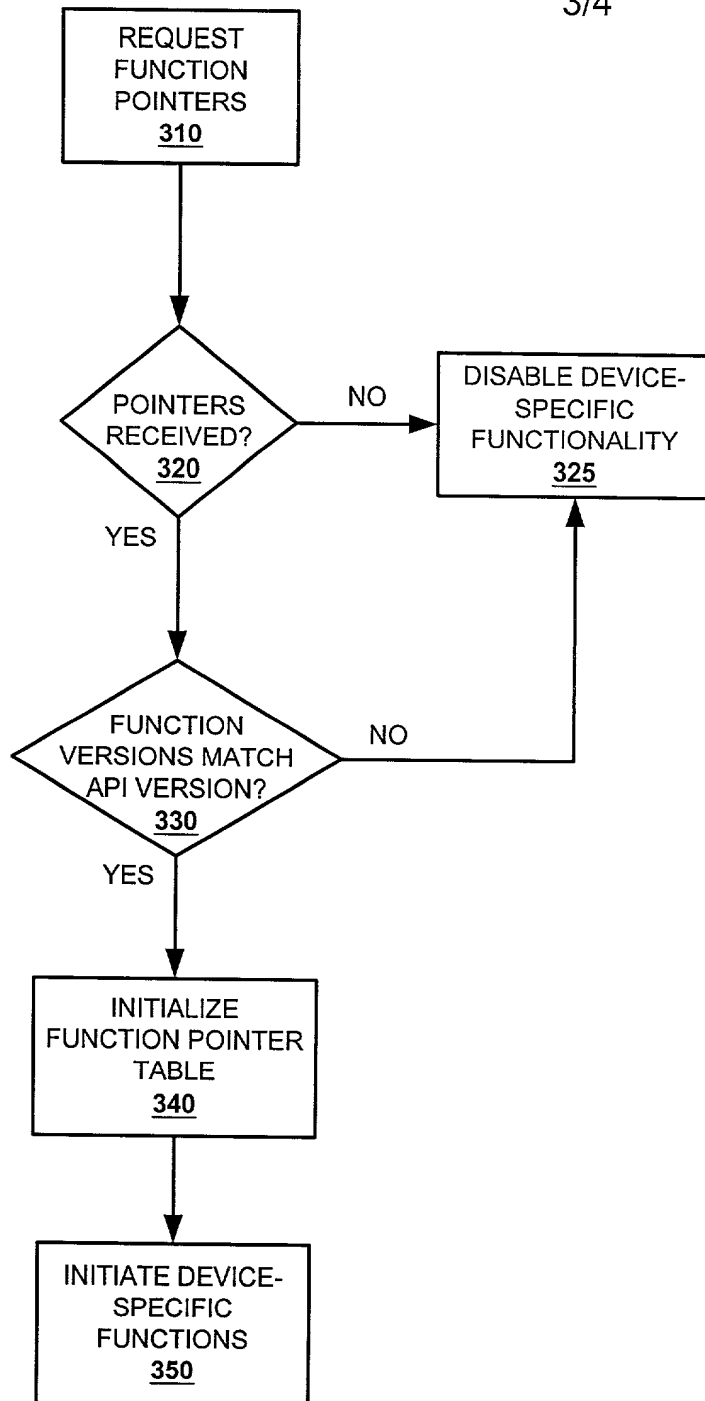 3/4
REQUEST
FUNCTION
POINTERS
310
POINTERS
RECEIVED?
320
NO
DISABLE DEVICE-
SPECIFIC
FUNCTIONALITY
325
YES
FUNCTION
VERSIONS MATCH
API VERSION?
330
NO
YES
INITIALIZE
FUNCTION POINTER
TABLE
340
INITIATE DEVICE-
SPECIFIC
FUNCTIONS
350